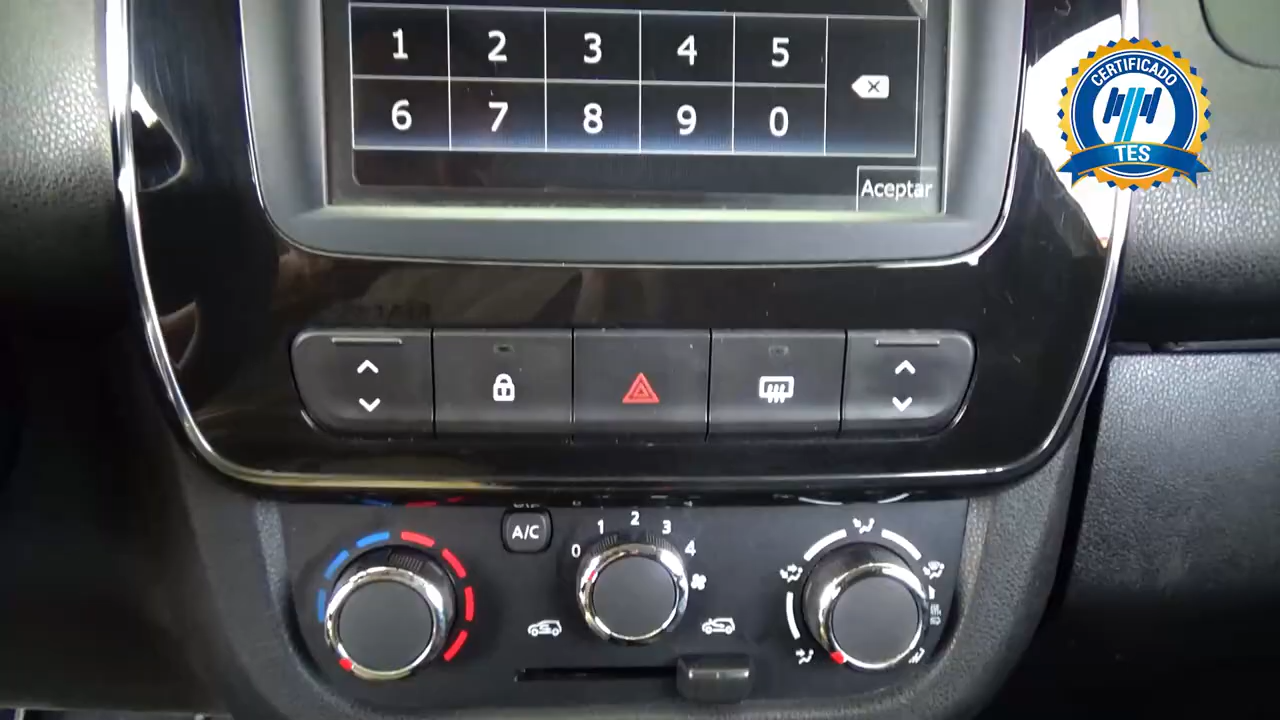 1 2 3 4 5
6 7 8 9 0
Aceptar
CERTIFICADO
TES
A/C
0 1 2 3 4